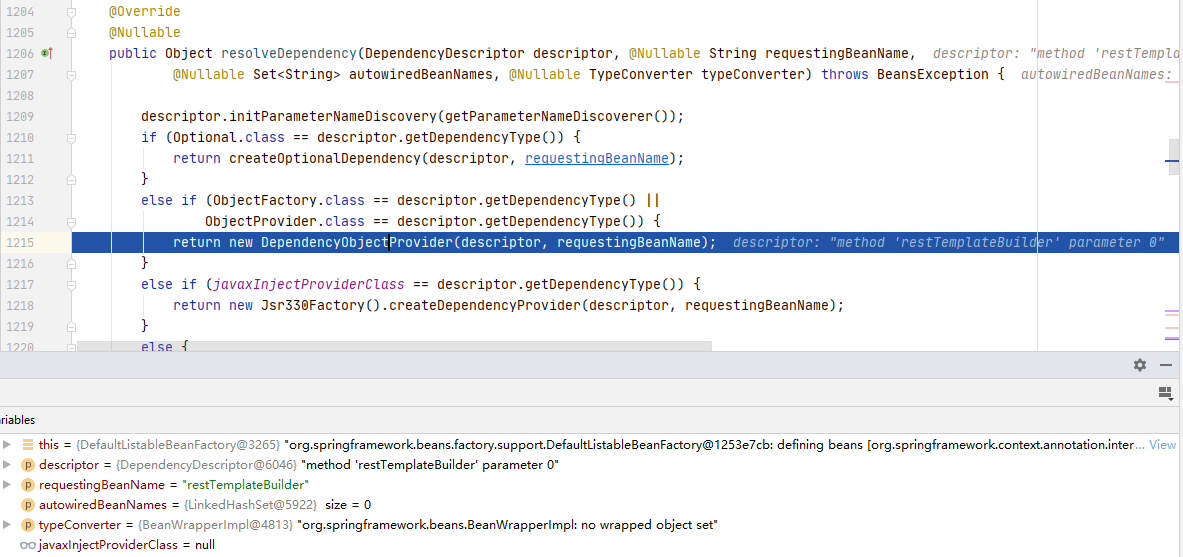 1204 @Override
1205 @Nullable
1206 public Object resolveDependency(DependencyDescriptor descriptor, @Nullable String requestingBeanName, descriptor: "method 'restTempla
1207 @Nullable Set<String> autowiredBeanNames, @Nullable TypeConverter typeConverter) throws BeansException { autowiredBeanNames:
1208
1209 descriptor.initParameterNameDiscovery(getParameterNameDiscoverer());
1210 if (Optional.class == descriptor.getDependencyType()) {
1211 return createOptionalDependency(descriptor, requestingBeanName);
1212 }
1213 else if (ObjectFactory.class == descriptor.getDependencyType() ||
1214 ObjectProvider.class == descriptor.getDependencyType()) {
1215 return new DependencyObjectProvider(descriptor, requestingBeanName); descriptor: "method 'restTemplateBuilder' parameter 0"
1216 }
1217 else if (javaxInjectProviderClass == descriptor.getDependencyType()) {
1218 return new Jsr330Factory().createDependencyProvider(descriptor, requestingBeanName);
1219 }
1220 else {
ariables
this = {DefaultListableBeanFactory@3265} "org.springframework.beans.factory.support.DefaultListableBeanFactory@1253e7cb: defining beans [org.springframework.context.annotation.inter... View
descriptor = {DependencyDescriptor@6046} "method 'restTemplateBuilder' parameter 0"
requestingBeanName = "restTemplateBuilder"
autowiredBeanNames = {LinkedHashSet@5922} size = 0
typeConverter = {BeanWrapperImpl@4813} "org.springframework.beans.BeanWrapperImpl: no wrapped object set"
javaxInjectProviderClass = null